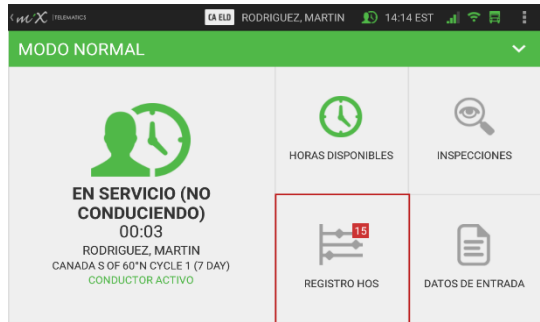 miX TELEMATICS CA ELD RODRIGUEZ, MARTIN 14:14 EST
MODO NORMAL
EN SERVICIO (NO
CONDUCIENDO)
00:03
RODRIGUEZ, MARTIN
CANADA S OF 60°N CYCLE 1 (7 DAY)
CONDUCTOR ACTIVO
HORAS DISPONIBLES
INSPECCIONES
15
REGISTRO HOS
DATOS DE ENTRADA